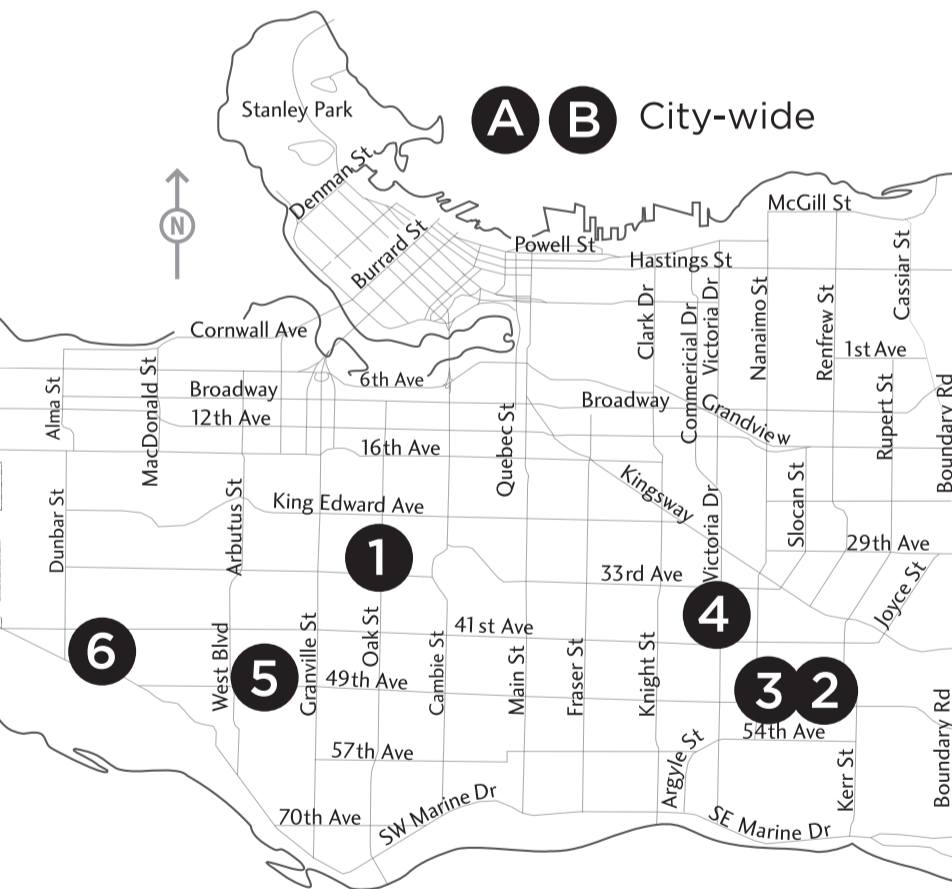 Stanley Park
A B City-wide
N
Denman St
Burrard St
McGill St
Powell St
Hastings St
Cassiar St
Cornwall Ave
Clark Dr
Commericial Dr
Victoria Dr
Nanaimo St
Renfrew St
1st Ave
Alma St
MacDonald St
Broadway
6th Ave
12th Ave
Broadway
Grandview
Rupert St
Boundary Rd
16th Ave
Quebec St
Kingsway
Slocan St
Dunbar St
Arbutus St
King Edward Ave
Victoria Dr
29th Ave
1
33rd Ave
Joyce St
4
6
West Blvd
5
Granville St
Oak St
41st Ave
Cambie St
Main St
Fraser St
Knight St
49th Ave
3 2
54th Ave
57th Ave
Argyle St
Kerr St
Boundary Rd
70th Ave
SW Marine Dr
SE Marine Dr